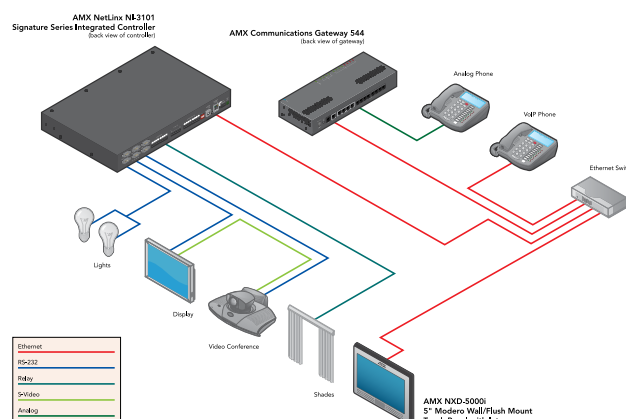 AMX NetLinx NI-3101
Signature Series Integrated Controller
(back view of controller)
AMX Communications Gateway 544
(back view of gateway)
Analog Phone
VoIP Phone
Ethernet Swit
Lights
Display
Video Conference
Shades
Ethernet
RS-232
Relay
S-Video
Analog
AMX NXD-5000i
5" Modero Wall/Flush Mount